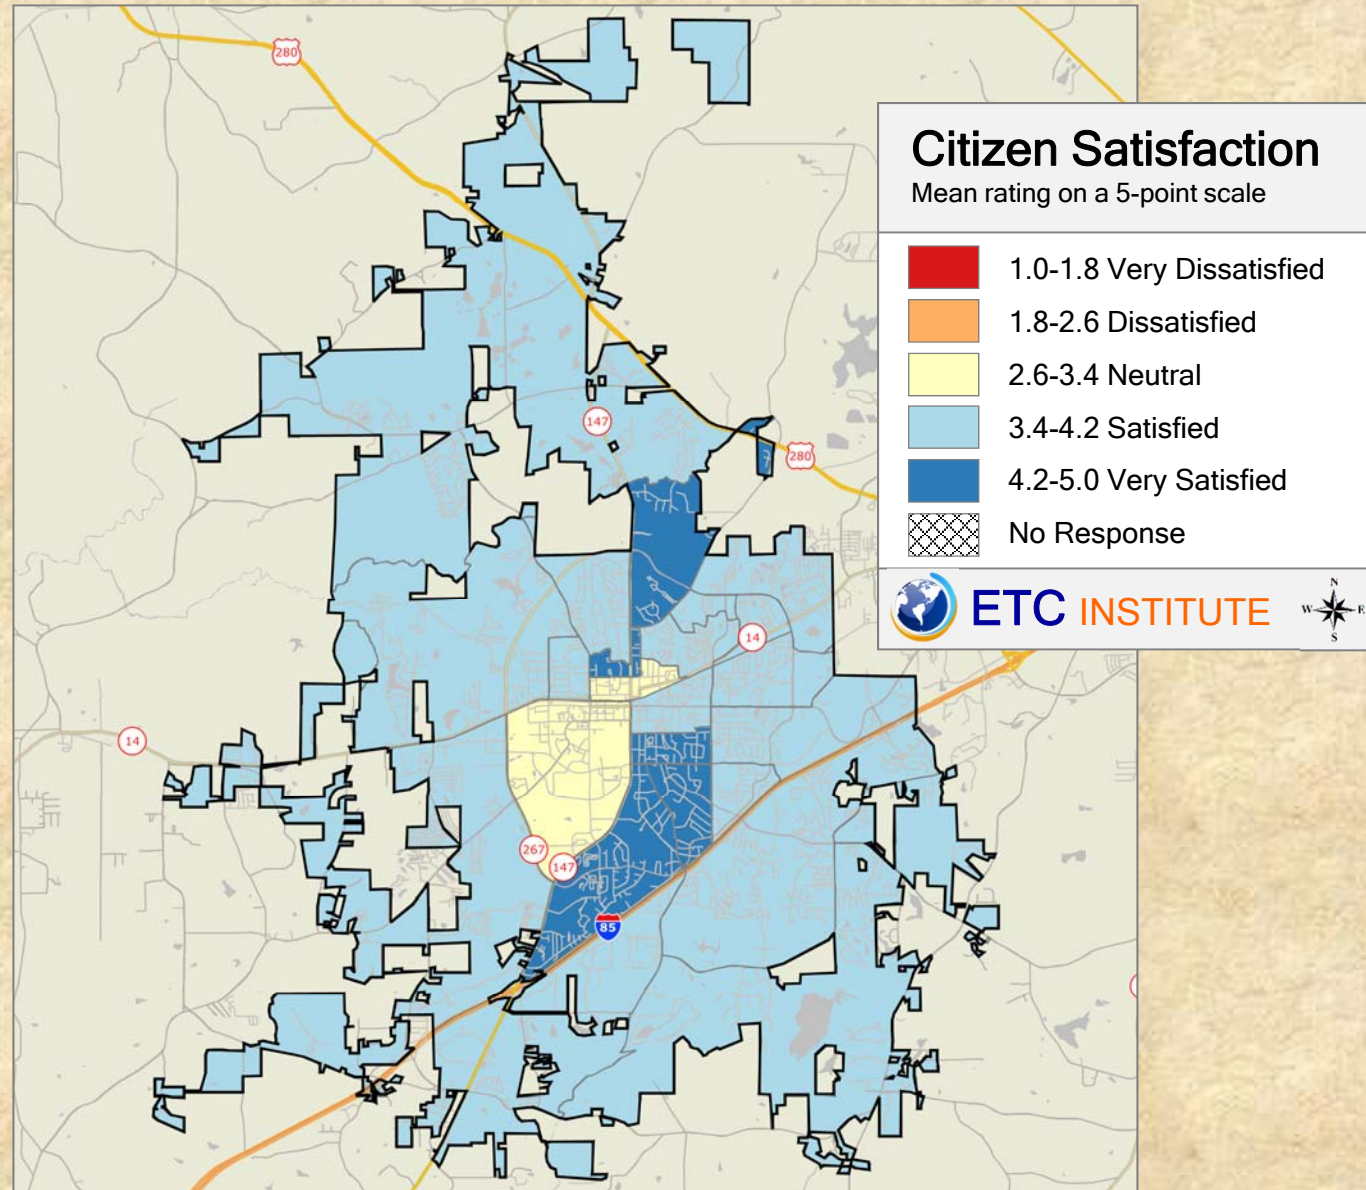 280
Citizen Satisfaction
Mean rating on a 5-point scale
1.0-1.8 Very Dissatisfied
1.8-2.6 Dissatisfied
2.6-3.4 Neutral
3.4-4.2 Satisfied
4.2-5.0 Very Satisfied
No Response
ETC INSTITUTE
N
W E
S
147
280
14
14
267
147
85